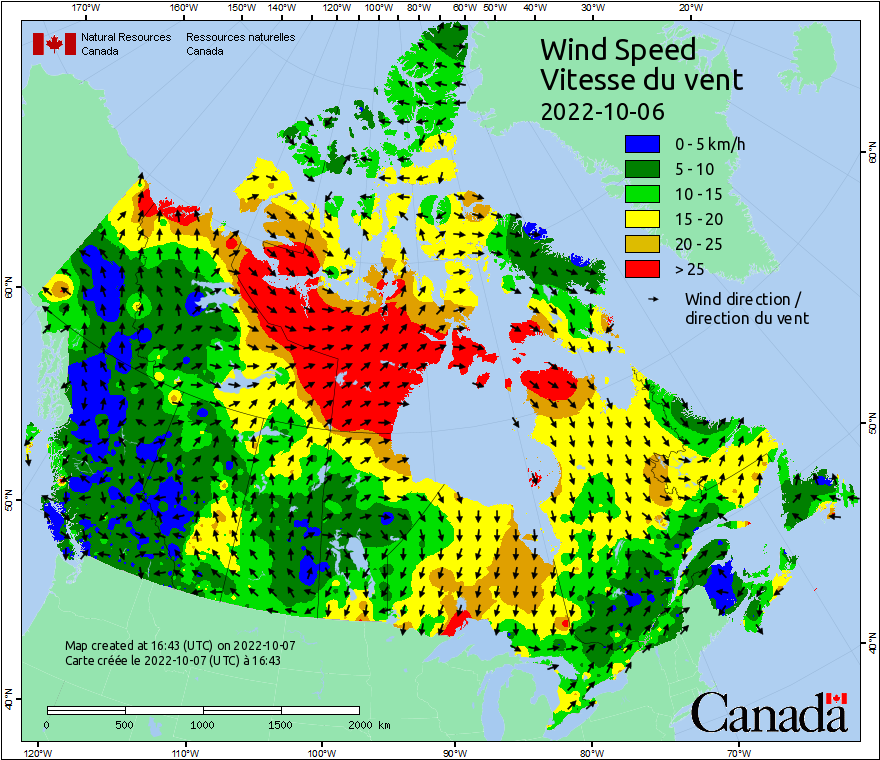 170°W 160°W 150°W 140°W 130°W 120°W 110°W 100°W 90°W 80°W 70°W 60°W 50°W 40°W 30°W 20°W
Natural Resources Canada
Ressources naturelles Canada
Wind Speed
Vitesse du vent
2022-10-06
0 - 5 km/h
5 - 10
10 - 15
15 - 20
20 - 25
> 25
Wind direction /
direction du vent
60°N
50°N
40°N
60°N
50°N
40°N
Map created at 16:43 (UTC) on 2022-10-07
Carte créée le 2022-10-07 (UTC) à 16:43
0 500 1000 1500 2000 km
Canada
120°W 110°W 100°W 90°W 80°W 70°W